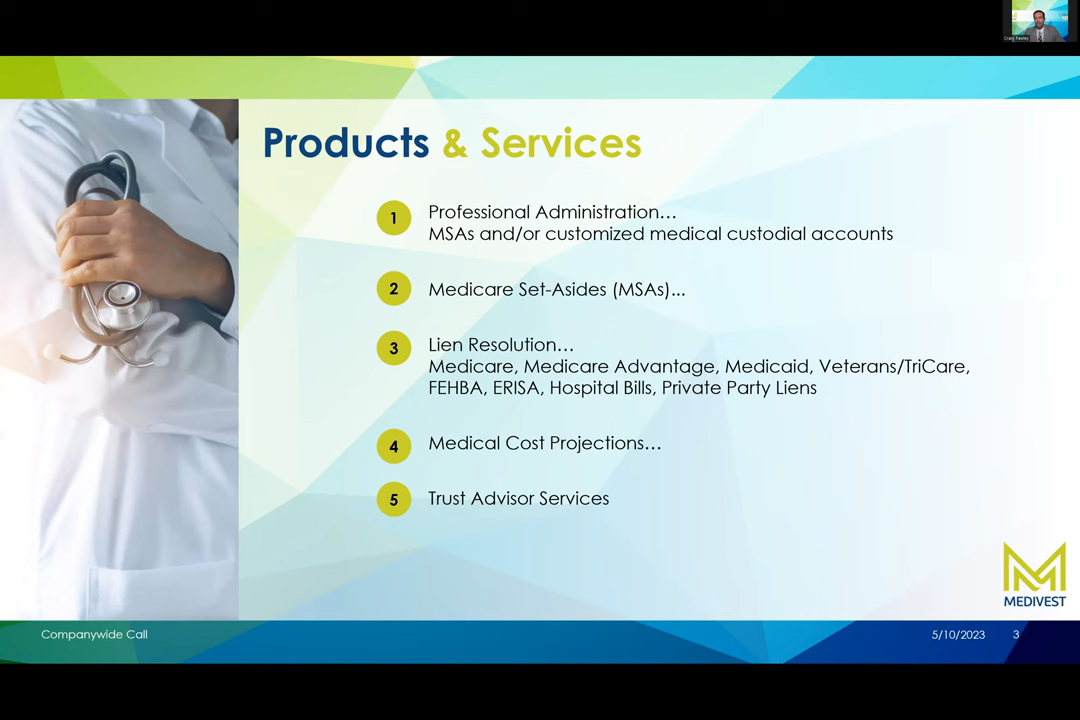 Craig Pawley
Products & Services
1
Professional Administration…
MSAs and/or customized medical custodial accounts
2
Medicare Set-Asides (MSAs)...
3
Lien Resolution…
Medicare, Medicare Advantage, Medicaid, Veterans/TriCare,
FEHBA, ERISA, Hospital Bills, Private Party Liens
4
Medical Cost Projections…
5
Trust Advisor Services
MEDIVEST
Companywide Call
5/10/2023
3